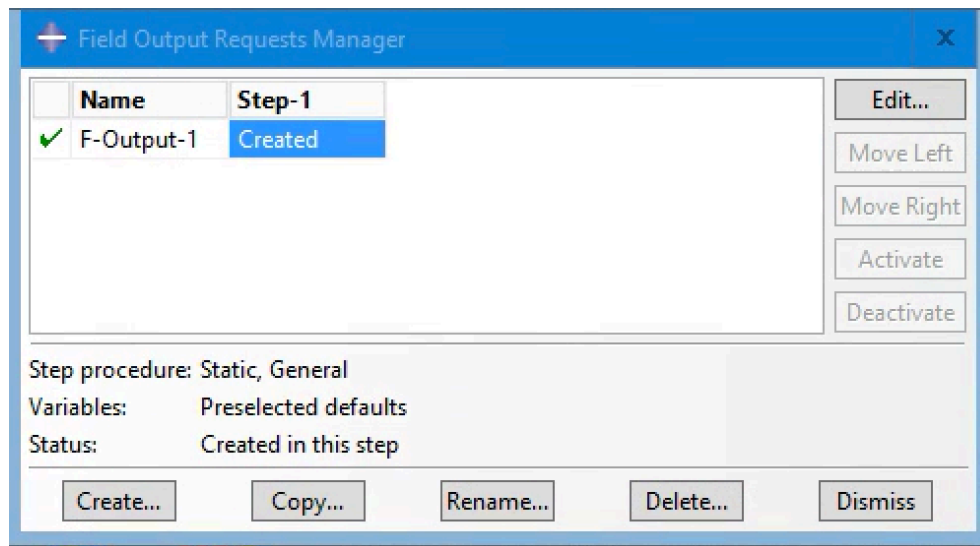 Field Output Requests Manager
x
Name Step-1 Edit...
F-Output-1 Created Move Left
Move Right
Activate
Deactivate
Step procedure: Static, General
Variables: Preselected defaults
Status: Created in this step
Create... Copy... Rename... Delete... Dismiss